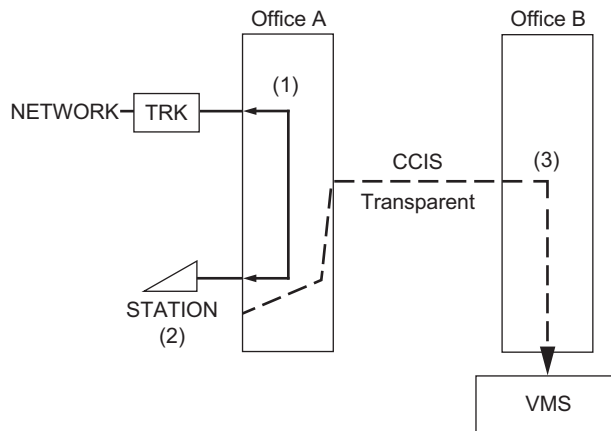 Office A
Office B
(1)
NETWORK
TRK
CCIS
(3)
Transparent
STATION
(2)
VMS